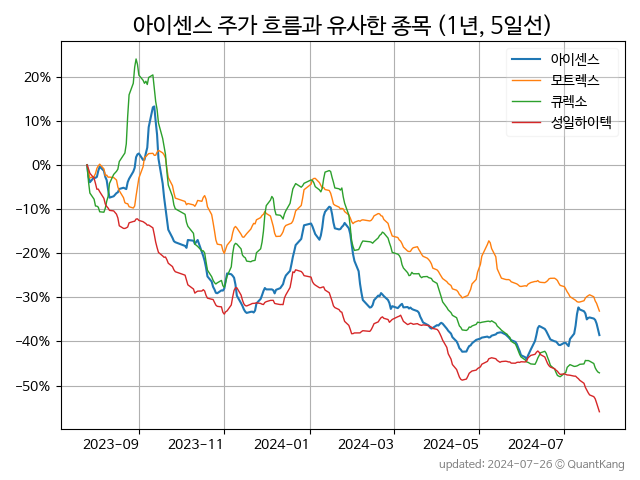 아이센스 주가 흐름과 유사한 종목 (1년, 5일선)
아이센스
모트렉스
큐렉소
성일하이텍
20%
10%
0%
−10%
−20%
−30%
−40%
−50%
2023-09
2023-11
2024-01
2024-03
2024-05
2024-07
updated: 2024-07-26 © QuantKang